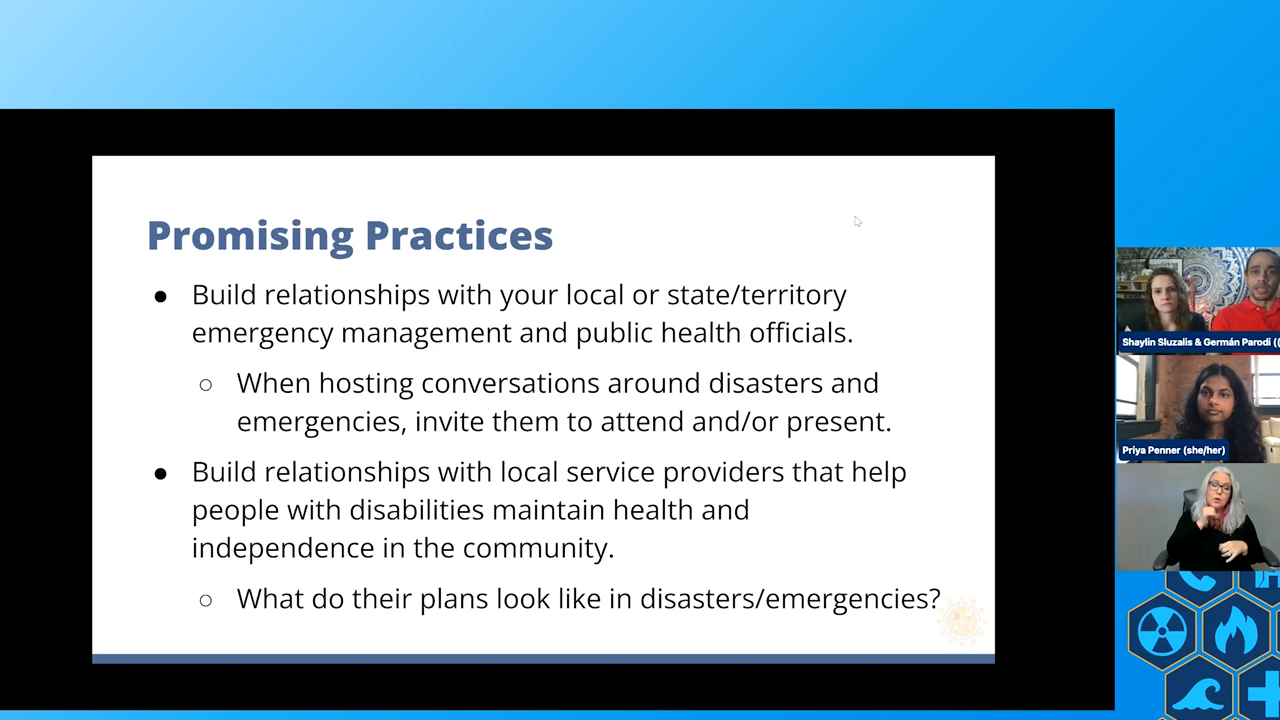 Promising Practices
● Build relationships with your local or state/territory
emergency management and public health officials.
○ When hosting conversations around disasters and
emergencies, invite them to attend and/or present.
● Build relationships with local service providers that help
people with disabilities maintain health and
independence in the community.
○ What do their plans look like in disasters/emergencies?
Shaylin Sluzalis & Germán Parodi ((
Priya Penner (she/her)